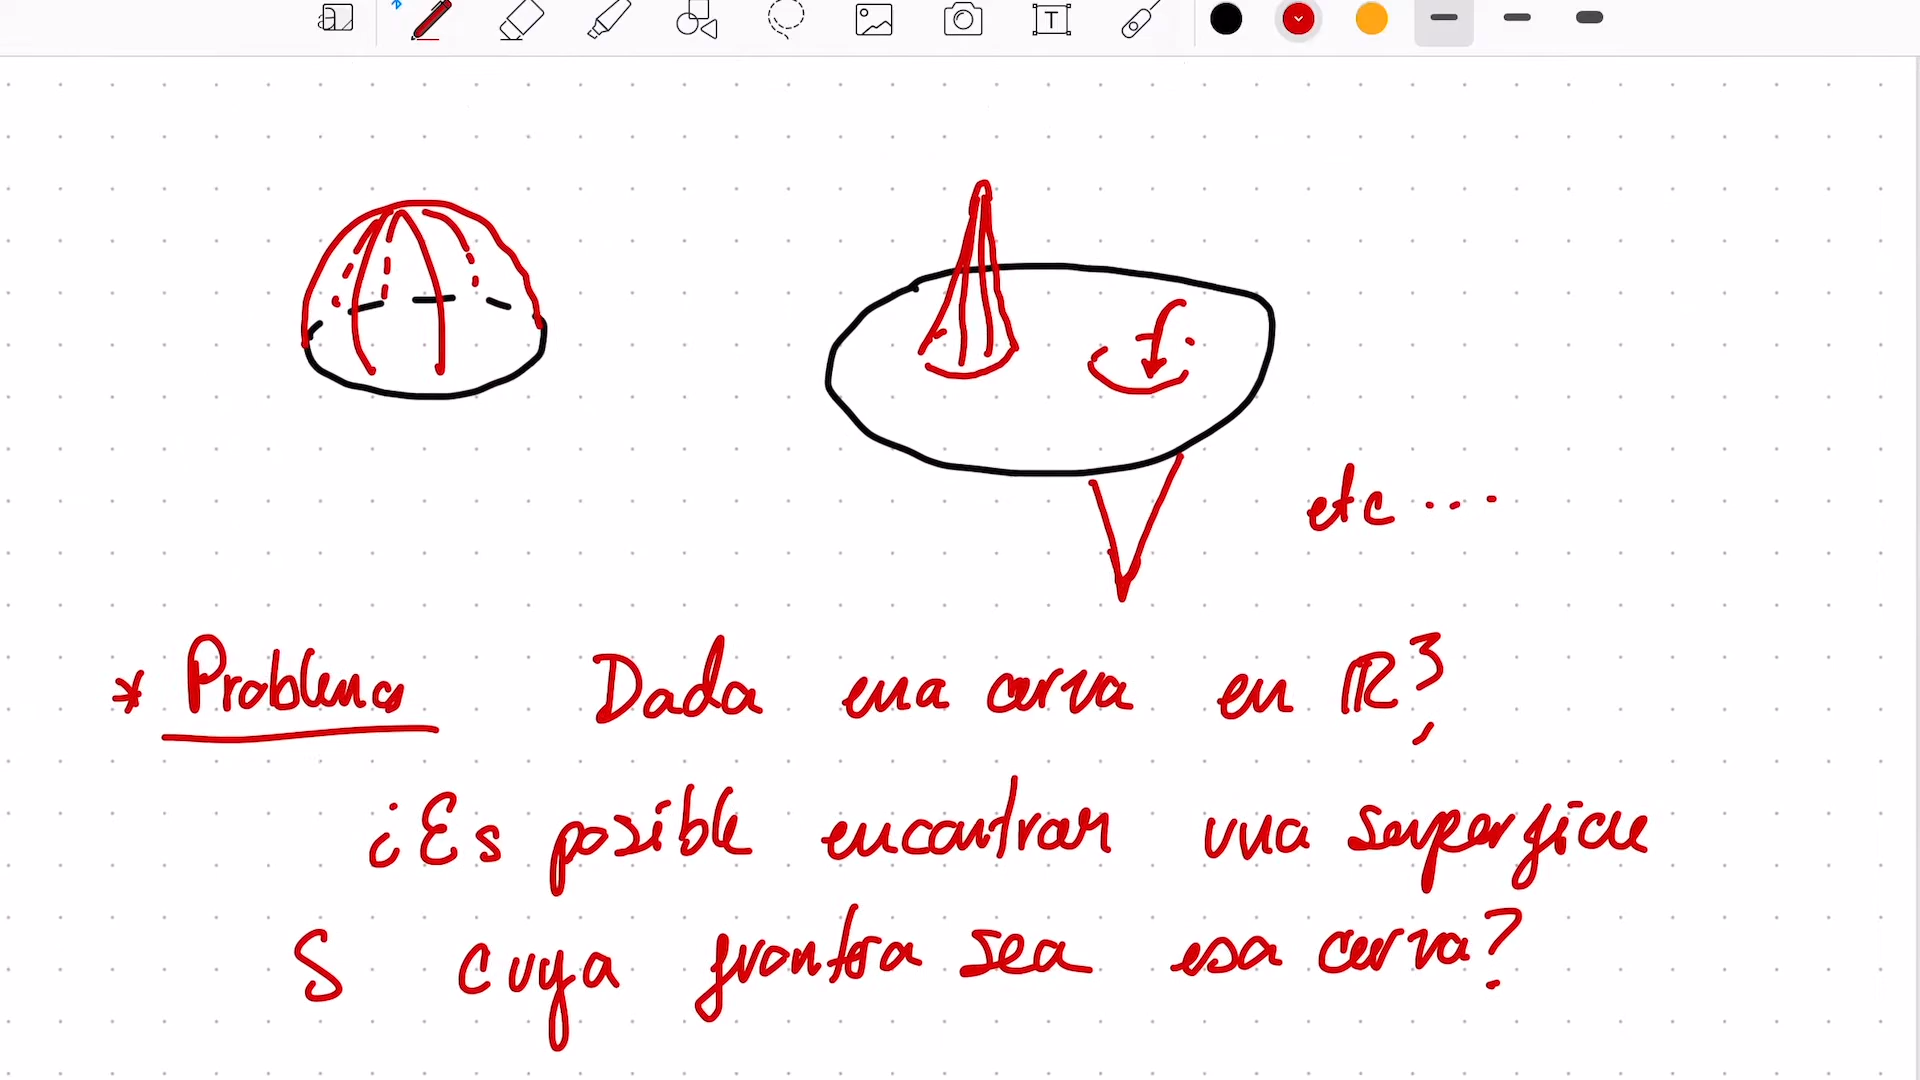 etc ...
* Problema Dada una curva en ℝ³,
¿Es posible encontrar una superficie
S cuya frontera sea esa curva?